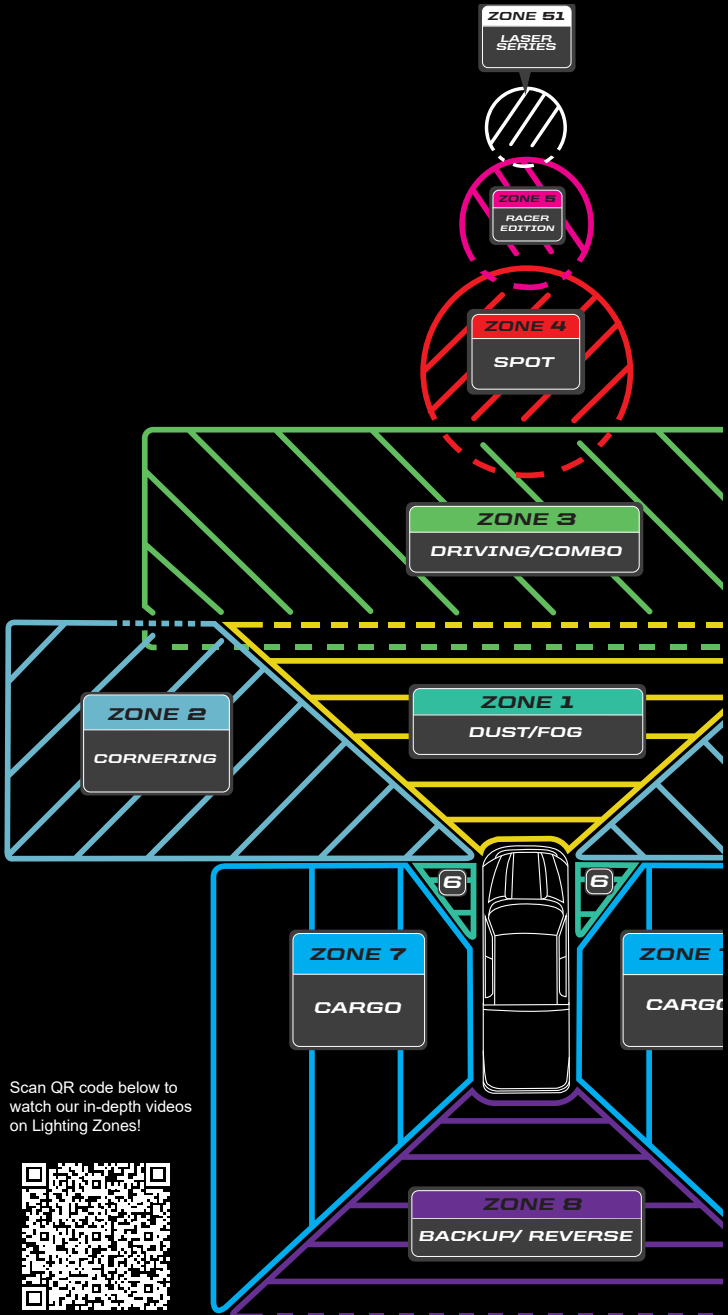 ZONE 51
LASER
SERIES
ZONE 5
RACER
EDITION
ZONE 4
SPOT
ZONE 3
DRIVING/COMBO
ZONE 2
CORNERING
ZONE 1
DUST/FOG
6
6
ZONE 7
CARGO
ZONE
CARGO
Scan QR code below to
watch our in-depth videos
on Lighting Zones!
ZONE 8
BACKUP/ REVERSE